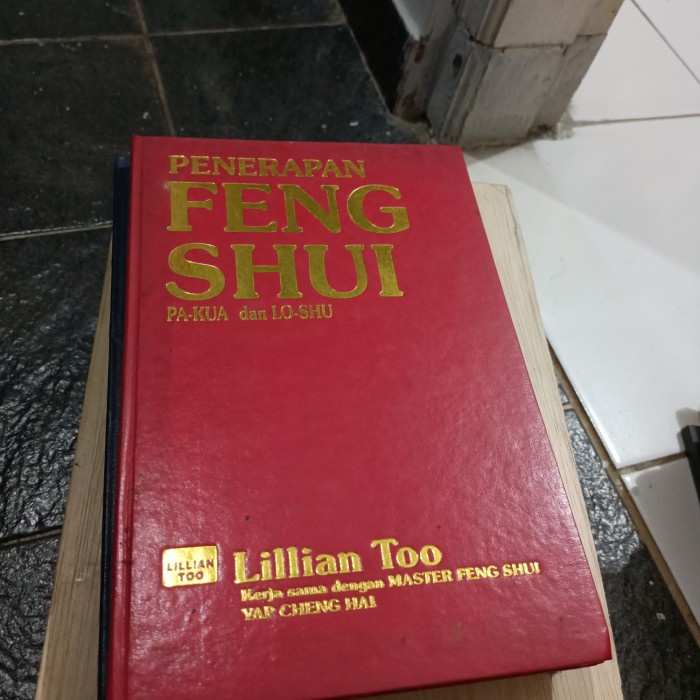 PENERAPAN
FENG
SHUI
PA-KUA dan LO-SHU
LILLIAN
TOO
Lillian Too
Kerja sama dengan MASTER FENG SHUI
YAP CHENG HAI